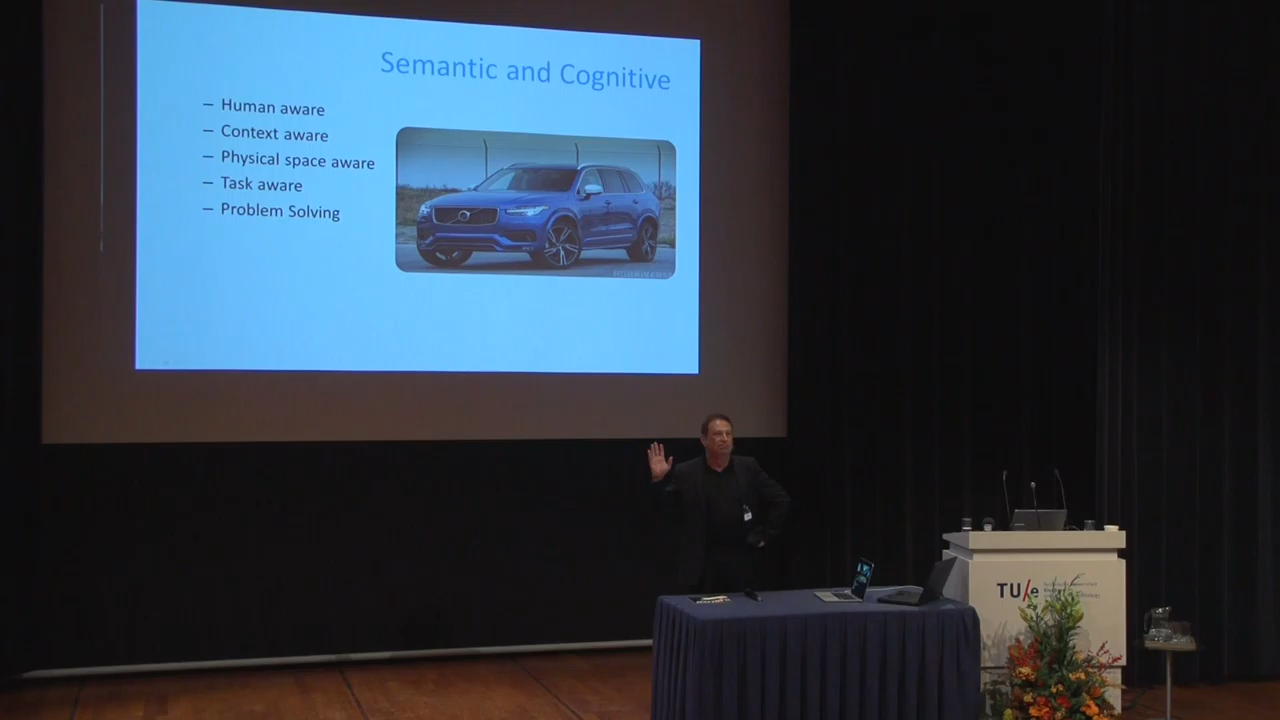 Semantic and Cognitive
– Human aware
– Context aware
– Physical space aware
– Task aware
– Problem Solving
TU/e